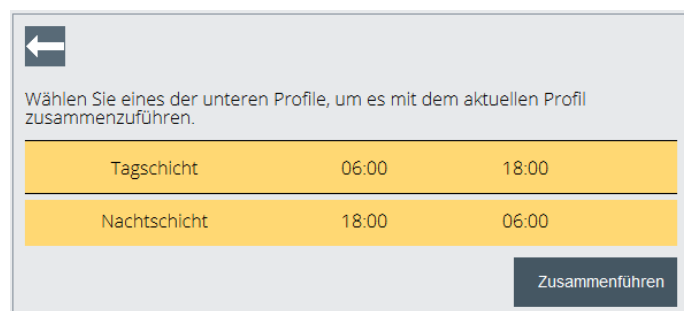 Wählen Sie eines der unteren Profile, um es mit dem aktuellen Profil
zusammenzuführen.
Tagschicht 06:00 18:00
Nachtschicht 18:00 06:00
Zusammenführen